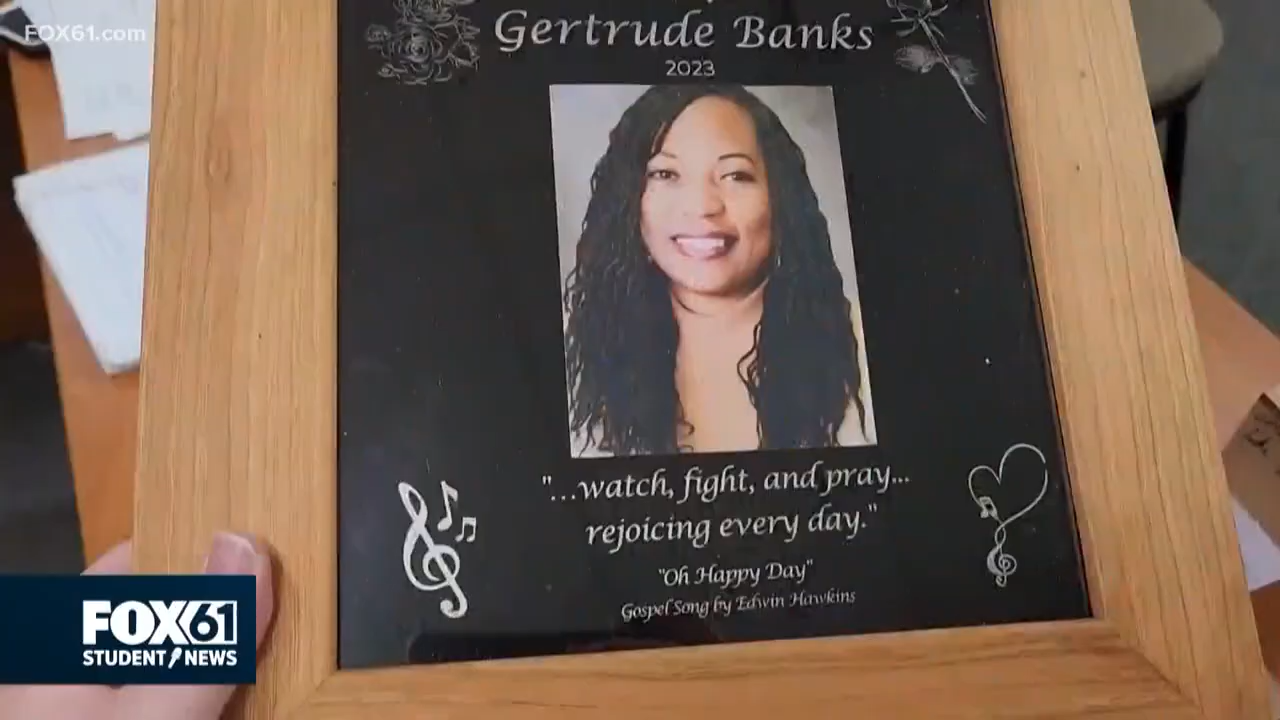 FOX61.com
Gertrude Banks
2023
"...watch, fight, and pray...
rejoicing every day."
"Oh Happy Day"
Gospel Song by Edwin Hawkins
FOX61
STUDENT NEWS